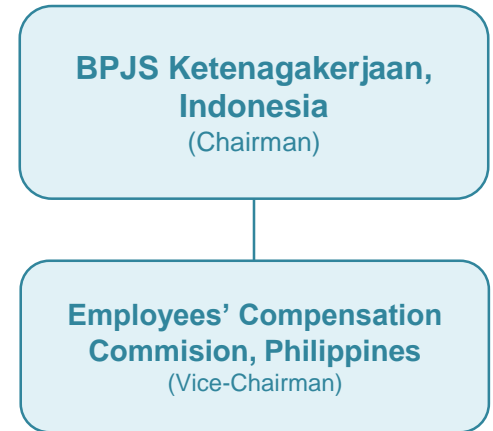 BPJS Ketenagakerjaan,
Indonesia
(Chairman)
Employees’ Compensation
Commision, Philippines
(Vice-Chairman)